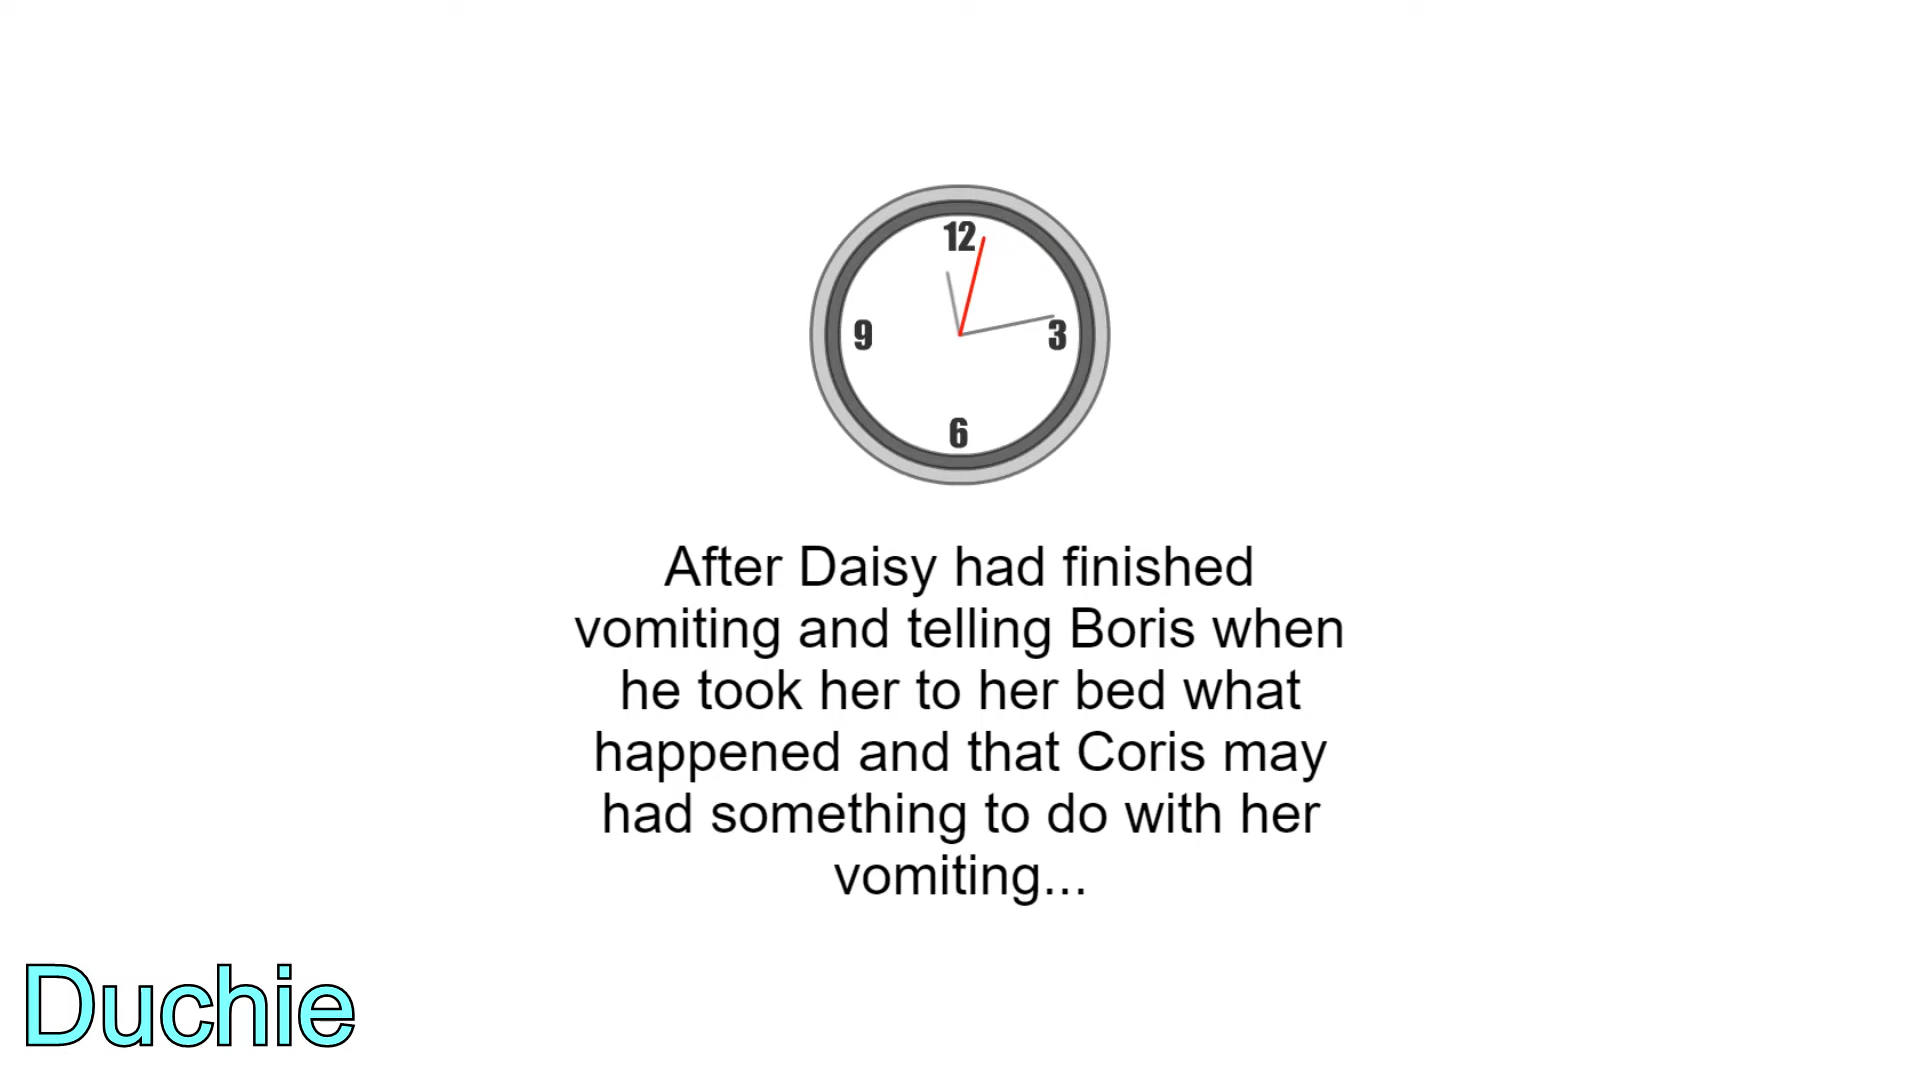 12
9
3
6
After Daisy had finished
vomiting and telling Boris when
he took her to her bed what
happened and that Coris may
had something to do with her
vomiting...
Duchie